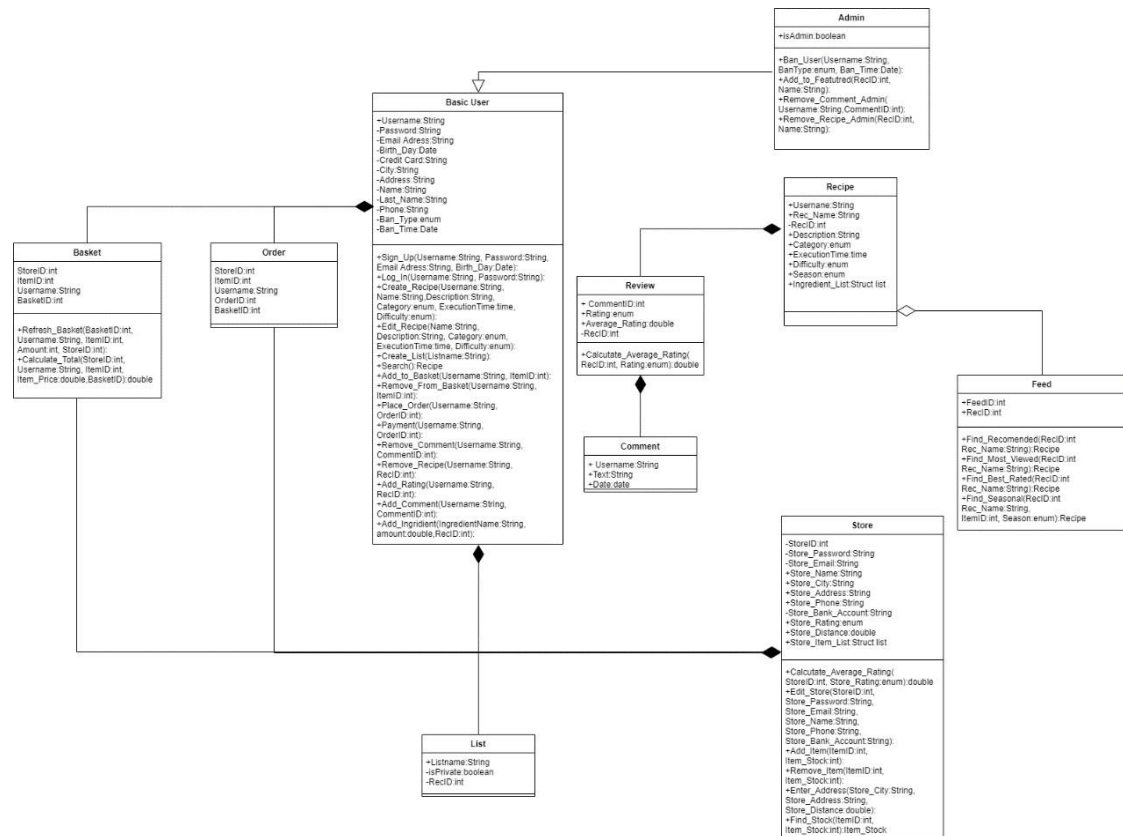 Admin
+isAdmin:boolean
+Ban_User(Username:String,
BanType:enum, Ban_Time:Date):
+Add_to_Featutred(RecID:int,
Name:String):
+Remove_Comment_Admin(
Username:String,CommentID:int):
+Remove_Recipe_Admin(RecID:int,
Name:String):
Basic User
+Username:String
-Password:String
-Email Adress:String
-Birth_Day:Date
-Credit Card:String
-City:String
-Address:String
-Name:String
-Last_Name:String
-Phone:String
-Ban_Type:enum
-Ban_Time:Date
+Sign_Up(Username:String, Password:String,
Email Adress:String, Birth_Day:Date):
+Log_In(Username:String, Password:String):
+Create_Recipe(Username:String,
Name:String,Description:String,
Category:enum, ExecutionTime:time,
Difficulty:enum):
+Edit_Recipe(Name:String,
Description:String, Category:enum,
ExecutionTime:time, Difficulty:enum):
+Create_List(Listname:String):
+Search():Recipe
+Add_to_Basket(Username:String, ItemID:int):
+Remove_From_Basket(Username:String,
ItemID:int):
+Place_Order(Username:String,
OrderID:int):
+Payment(Username:String,
OrderID:int):
+Remove_Comment(Username:String,
CommentID:int):
+Remove_Recipe(Username:String,
RecID:int):
+Add_Rating(Username:String,
RecID:int):
+Add_Comment(Username:String,
CommentID:int):
+Add_Ingridient(IngredientName:String,
amount:double,RecID:int):
Basket
StoreID:int
ItemID:int
Username:String
BasketID:int
+Refresh_Basket(BasketID:int,
Username:String, ItemID:int,
Amount:int, StoreID:int):
+Calculate_Total(StoreID:int,
Username:String, ItemID:int,
Item_Price:double,BasketID):double
Order
StoreID:int
ItemID:int
Username:String
OrderID:int
BasketID:int
Recipe
+Username:String
+Rec_Name:String
-RecID:int
+Description:String
+Category:enum
+ExecutionTime:time
+Difficulty:enum
+Season:enum
+Ingredient_List:Struct list
Review
+ CommentID:int
+Rating:enum
+Average_Rating:double
-RecID:int
+Calcutate_Average_Rating(
RecID:int, Rating:enum):double
Comment
+ Username:String
+Text:String
+Date:date
Feed
+FeedID:int
+RecID:int
+Find_Recomended(RecID:int
Rec_Name:String):Recipe
+Find_Most_Viewed(RecID:int
Rec_Name:String):Recipe
+Find_Best_Rated(RecID:int
Rec_Name:String):Recipe
+Find_Seasonal(RecID:int
Rec_Name:String,
ItemID:int, Season:enum):Recipe
Store
-StoreID:int
-Store_Password:String
-Store_Email:String
+Store_Name:String
+Store_City:String
+Store_Address:String
+Store_Phone:String
-Store_Bank_Account:String
+Store_Rating:enum
+Store_Distance:double
+Store_Item_List:Struct list
+Calcutate_Average_Rating(
StoreID:int, Store_Rating:enum):double
+Edit_Store(StoreID:int,
Store_Password:String,
Store_Email:String,
Store_Name:String,
Store_Phone:String,
Store_Bank_Account:String):
+Add_Item(ItemID:int,
Item_Stock:int):
+Remove_Item(ItemID:int,
Item_Stock:int):
+Enter_Address(Store_City:String,
Store_Address:String,
Store_Distance:double):
+Find_Stock(ItemID:int,
Item_Stock:int):Item_Stock
List
+Listname:String
-isPrivate:boolean
-RecID:int